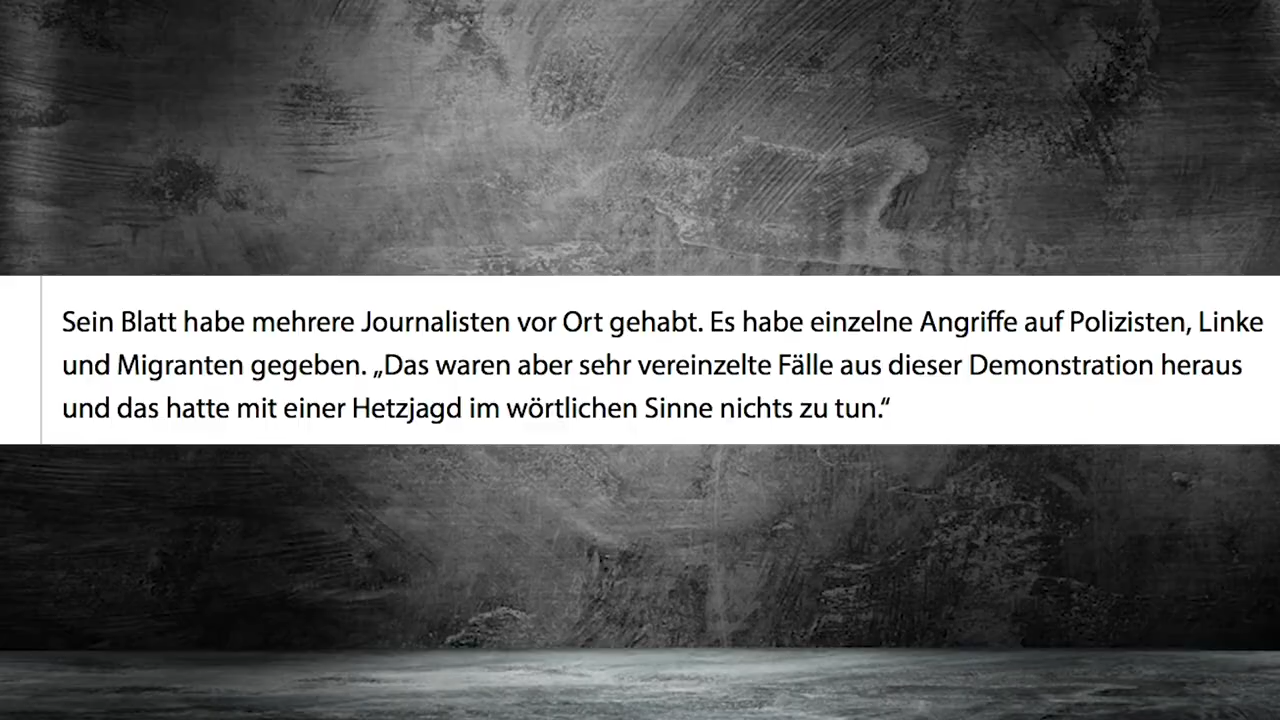 Sein Blatt habe mehrere Journalisten vor Ort gehabt. Es habe einzelne Angriffe auf Polizisten, Linke
und Migranten gegeben. „Das waren aber sehr vereinzelte Fälle aus dieser Demonstration heraus
und das hatte mit einer Hetzjagd im wörtlichen Sinne nichts zu tun.“